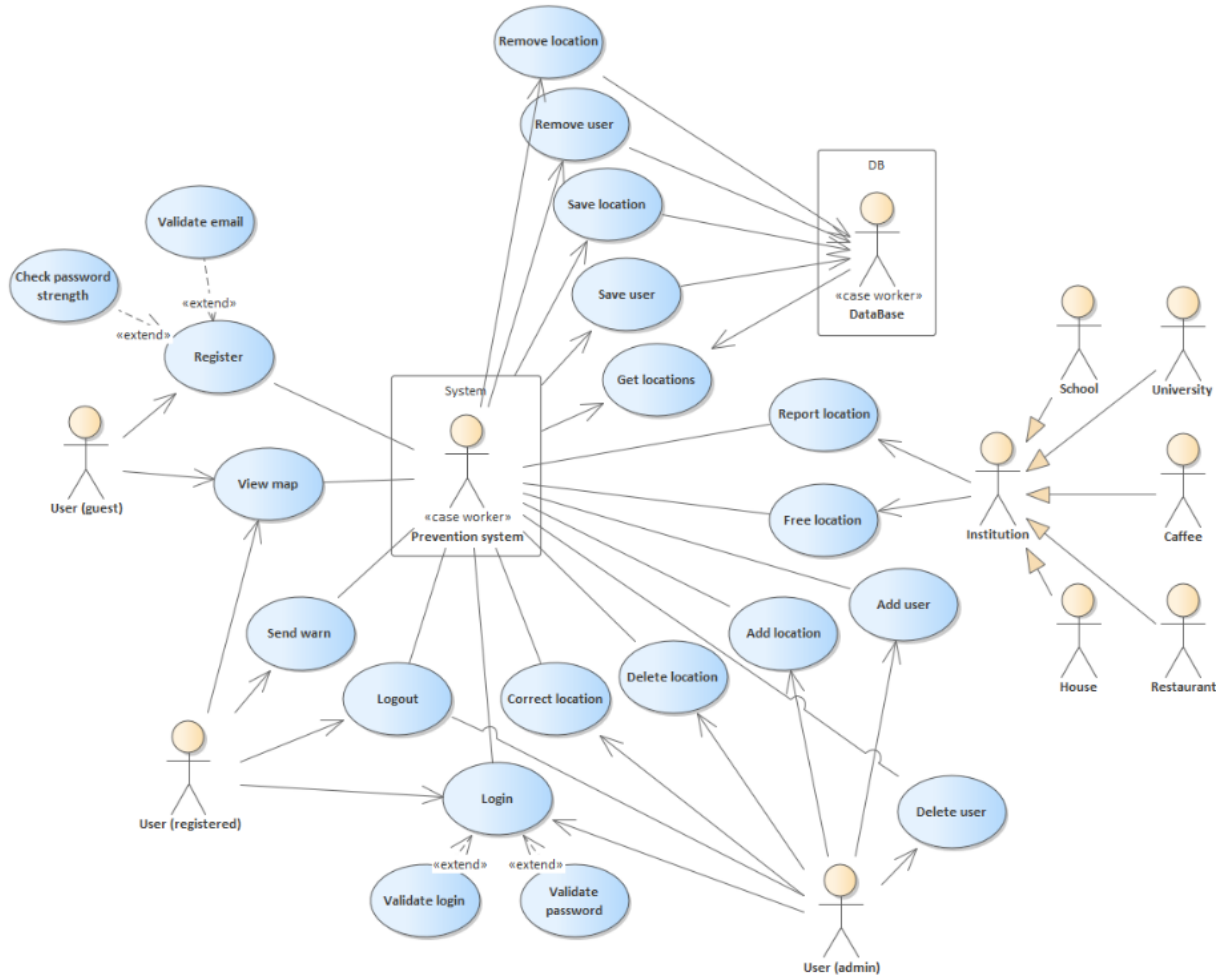 Remove location
Remove user
DB
Save location
Validate email
Check password
strength
Save user
«case worker»
DataBase
«extend»
«extend»
Register
Get locations
System
School
University
Report location
User (guest)
View map
«case worker»
Prevention system
Free location
Institution
Caffee
Send warn
Add location
Add user
Logout
Correct location
Delete location
House
Restaurant
User (registered)
Login
Delete user
«extend»
«extend»
Validate login
Validate
password
User (admin)